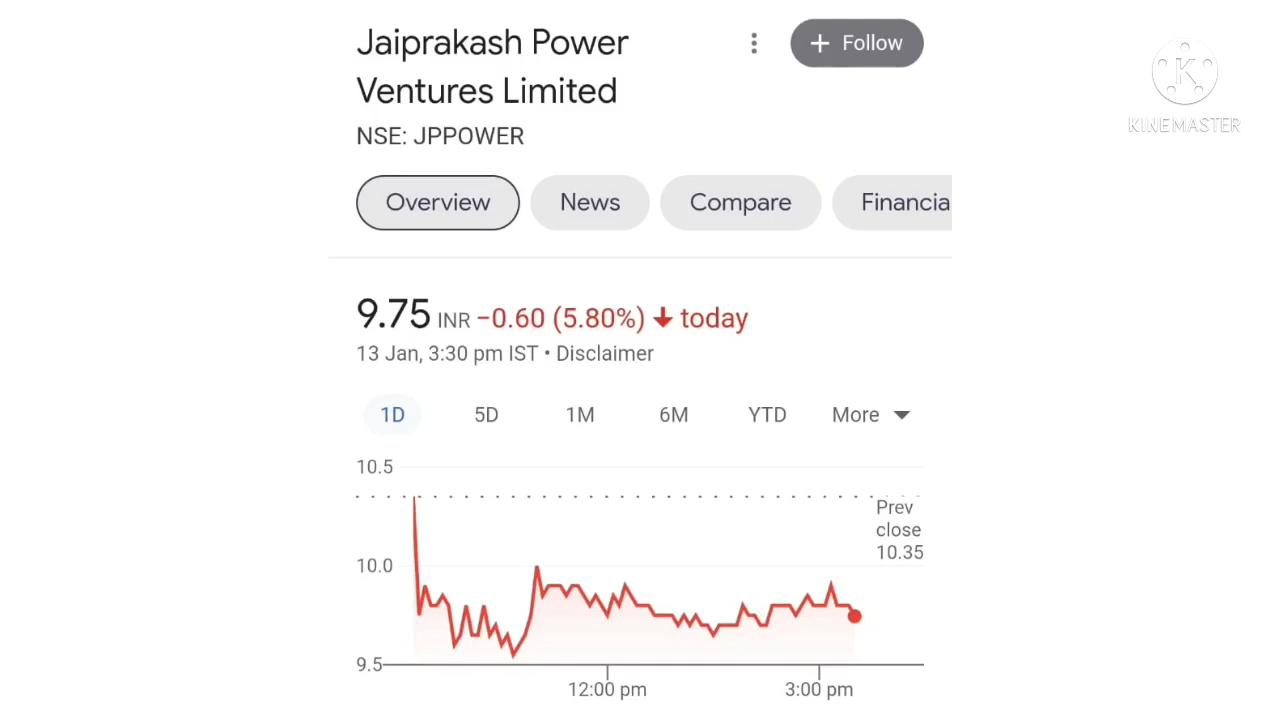 Jaiprakash Power
Ventures Limited
+ Follow
NSE: JPPOWER
K
KINEMASTER
Overview
News
Compare
Financia
9.75 INR −0.60 (5.80%) ↓ today
13 Jan, 3:30 pm IST • Disclaimer
1D
5D
1M
6M
YTD
More
10.5
Prev
close
10.35
10.0
9.5
12:00 pm
3:00 pm